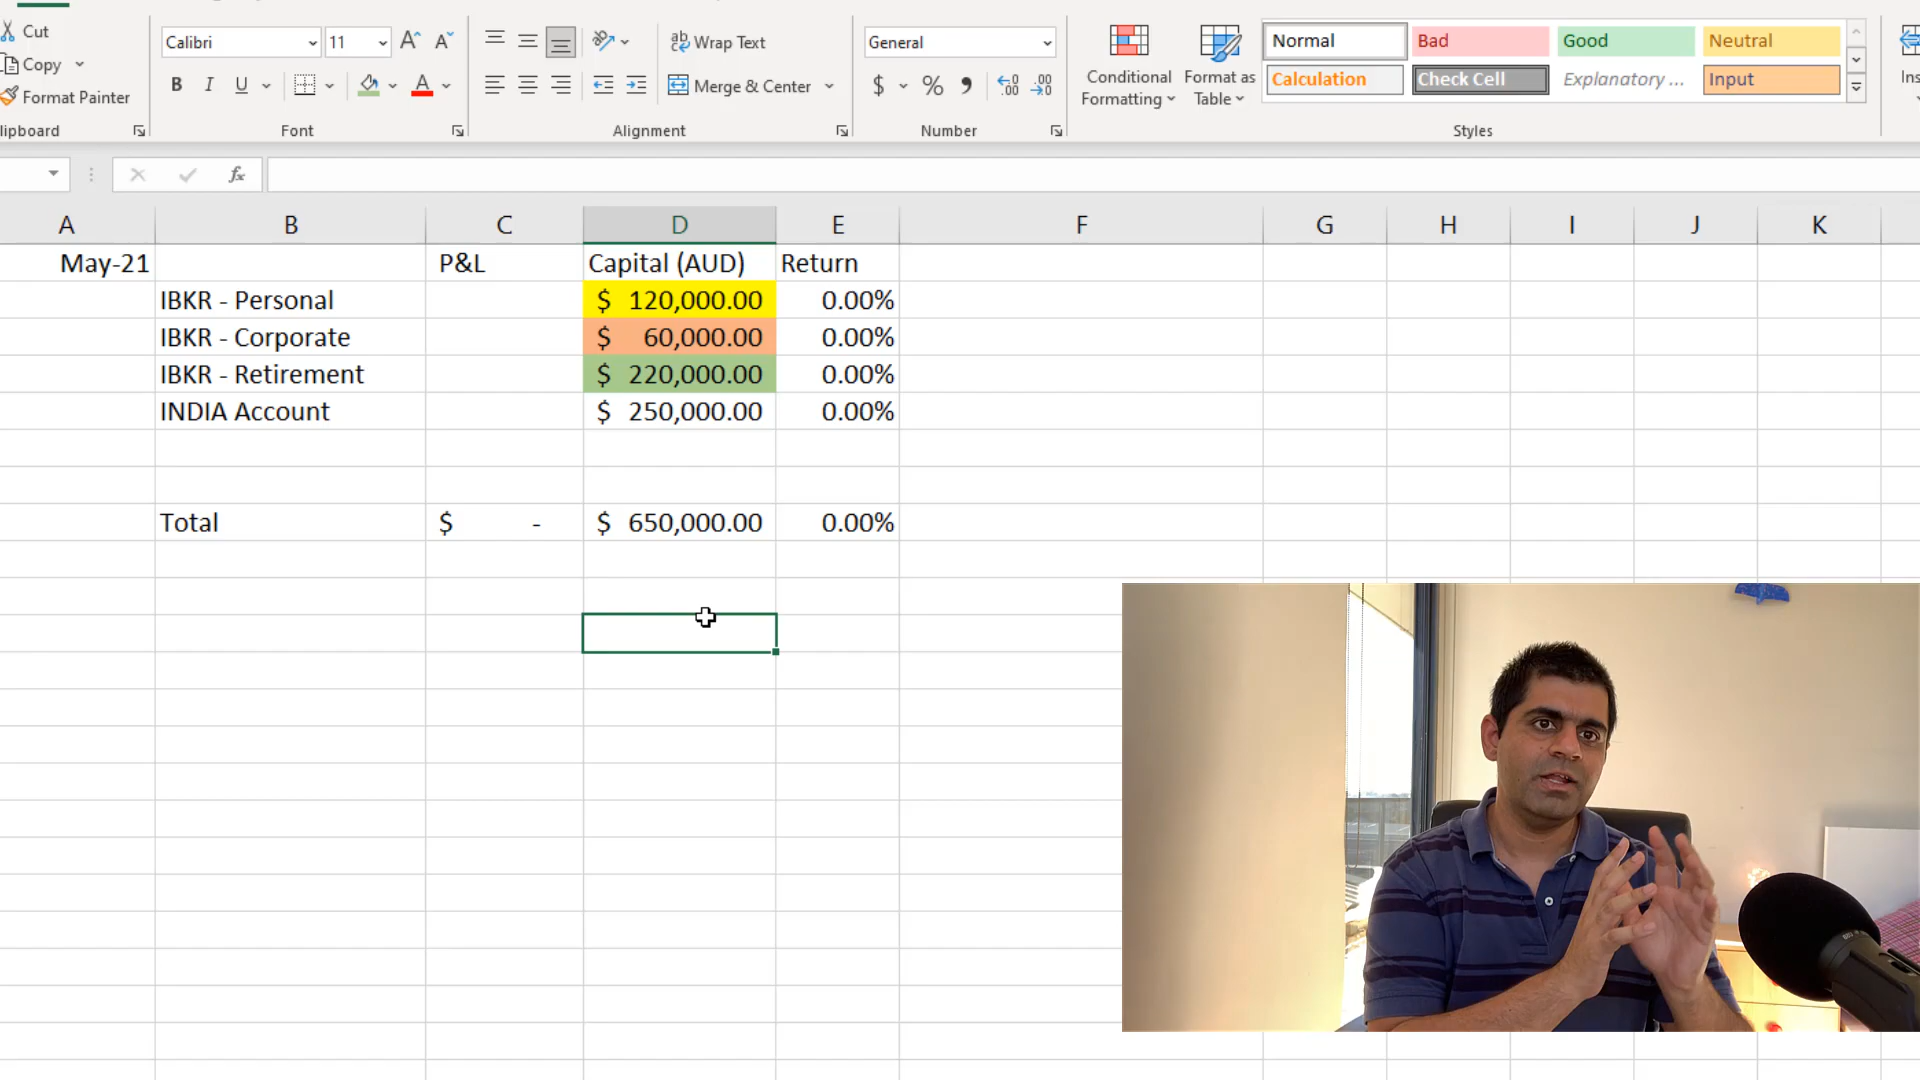 Cut
Copy
Format Painter
lipboard
Calibri 11
B I U
Font
Wrap Text
Merge & Center
Alignment
General
$ % ,
Number
Conditional Formatting
Format as Table
Normal Bad Good Neutral
Calculation Check Cell Explanatory ... Input
Styles
Ins
fx
A B C D E F G H I J K
May-21 P&L Capital (AUD) Return
IBKR - Personal $ 120,000.00 0.00%
IBKR - Corporate $ 60,000.00 0.00%
IBKR - Retirement $ 220,000.00 0.00%
INDIA Account $ 250,000.00 0.00%
Total $ - $ 650,000.00 0.00%